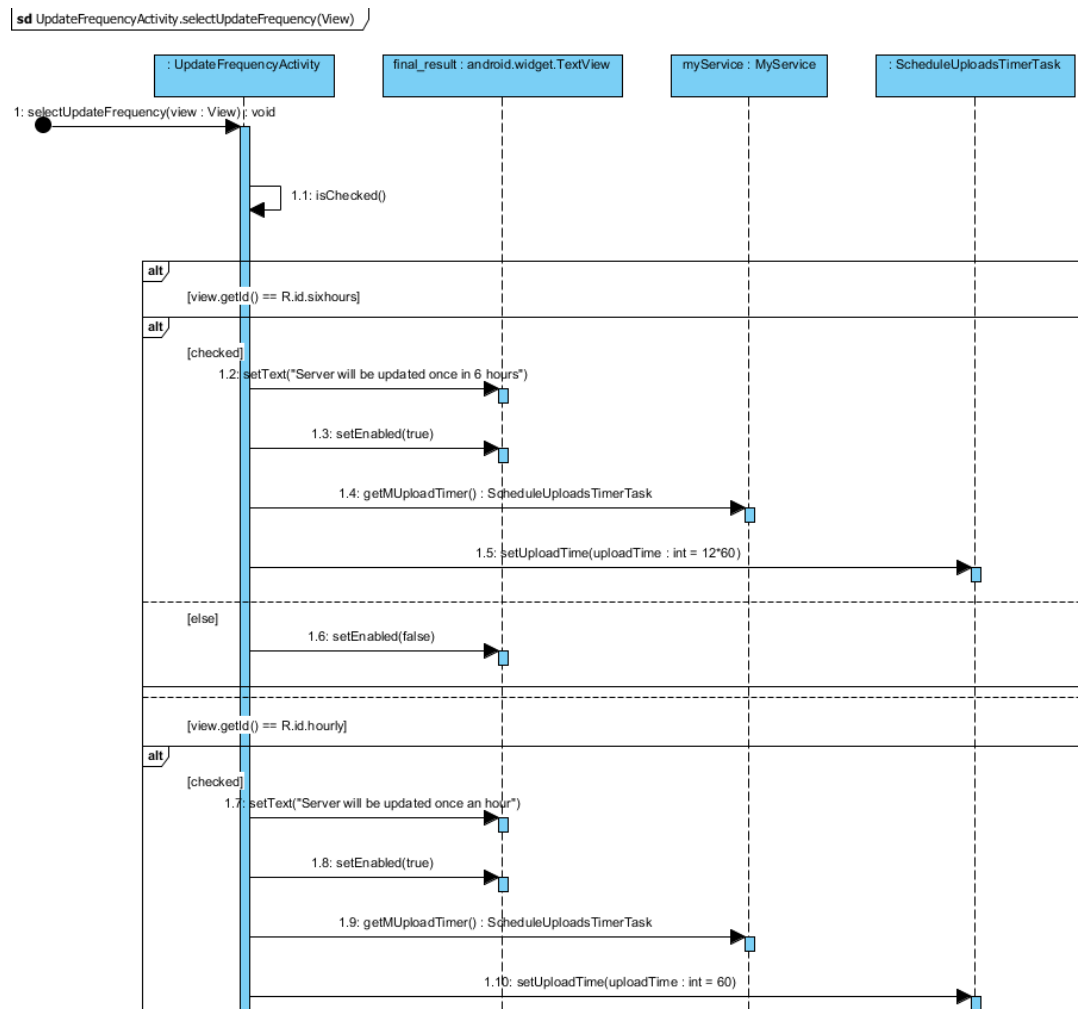 sd UpdateFrequencyActivity.selectUpdateFrequency(View)
: UpdateFrequencyActivity
final_result : android.widget.TextView
myService : MyService
: ScheduleUploadsTimerTask
1: selectUpdateFrequency(view : View) : void
1.1: isChecked()
alt
[view.getId() == R.id.sixhours]
alt
[checked]
1.2: setText("Server will be updated once in 6 hours")
1.3: setEnabled(true)
1.4: getMUploadTimer() : ScheduleUploadsTimerTask
1.5: setUploadTime(uploadTime : int = 12*60)
[else]
1.6: setEnabled(false)
[view.getId() == R.id.hourly]
alt
[checked]
1.7: setText("Server will be updated once an hour")
1.8: setEnabled(true)
1.9: getMUploadTimer() : ScheduleUploadsTimerTask
1.10: setUploadTime(uploadTime : int = 60)